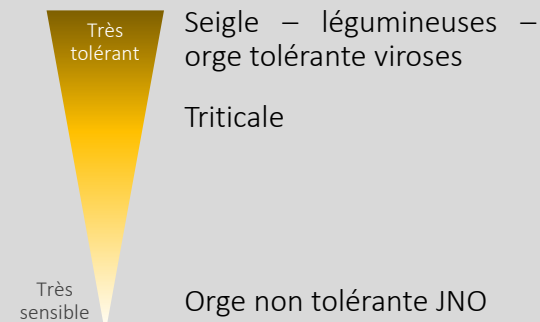 Très
tolérant
Seigle – légumineuses –
orge tolérante viroses
Triticale
Très
sensible
Orge non tolérante JNO